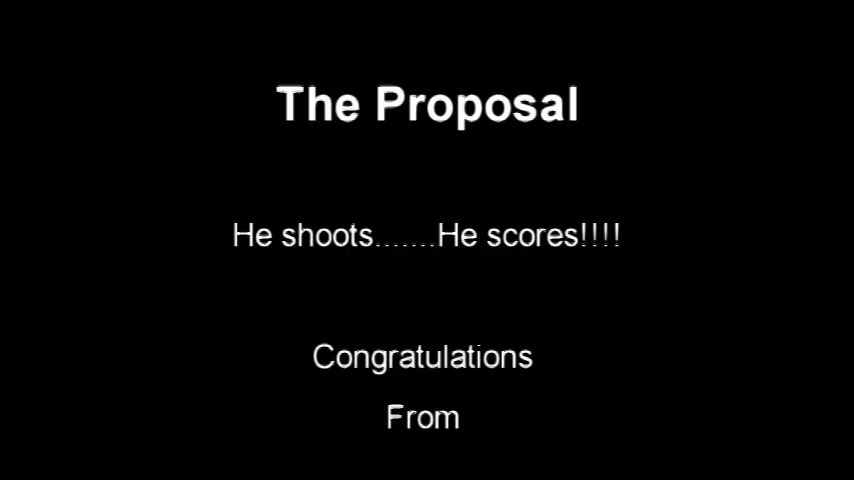 The Proposal
He shoots.......He scores!!!!
Congratulations
From